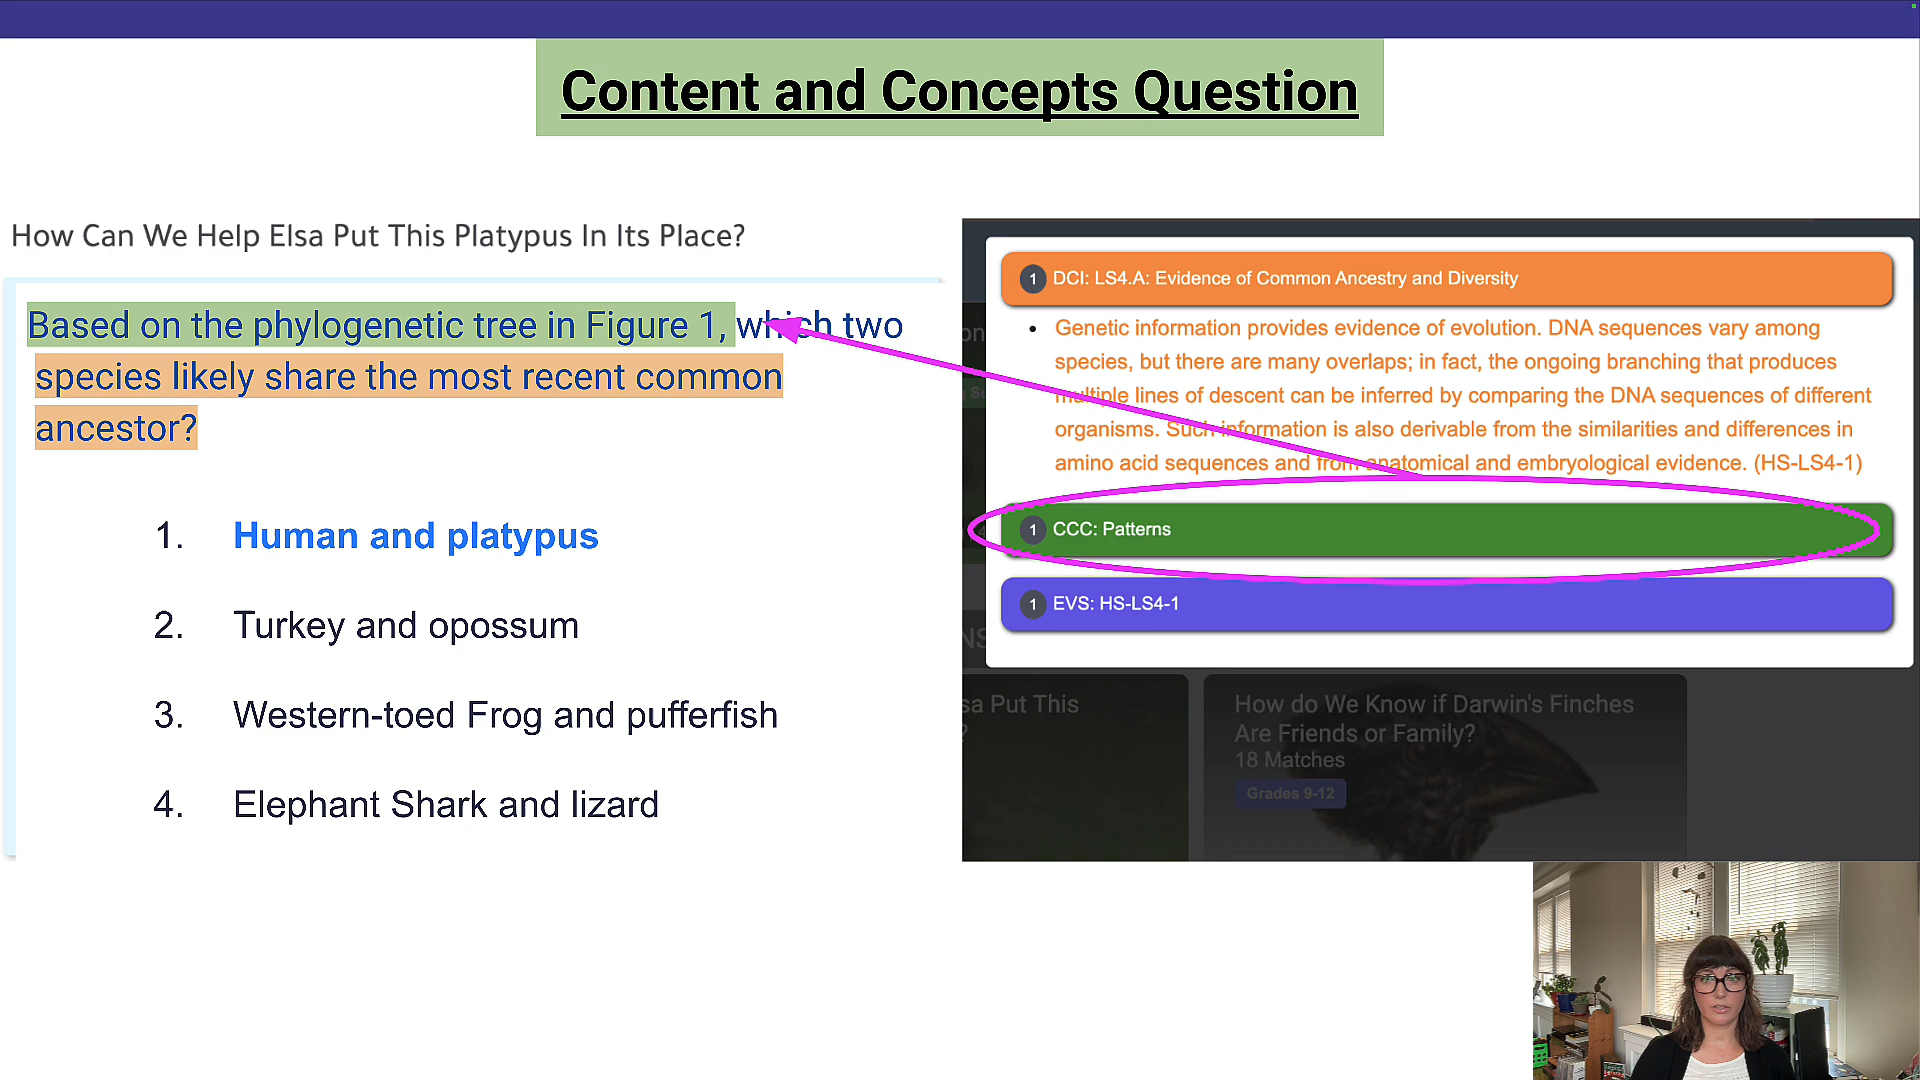 Content and Concepts Question
How Can We Help Elsa Put This Platypus In Its Place?
Based on the phylogenetic tree in Figure 1, which two
species likely share the most recent common
ancestor?
1. Human and platypus
2. Turkey and opossum
3. Western-toed Frog and pufferfish
4. Elephant Shark and lizard
1 DCI: LS4.A: Evidence of Common Ancestry and Diversity
• Genetic information provides evidence of evolution. DNA sequences vary among
species, but there are many overlaps; in fact, the ongoing branching that produces
multiple lines of descent can be inferred by comparing the DNA sequences of different
organisms. Such information is also derivable from the similarities and differences in
amino acid sequences and from anatomical and embryological evidence. (HS-LS4-1)
1 CCC: Patterns
1 EVS: HS-LS4-1
sa Put This
?
How do We Know if Darwin's Finches
Are Friends or Family?
18 Matches
Grades 9-12